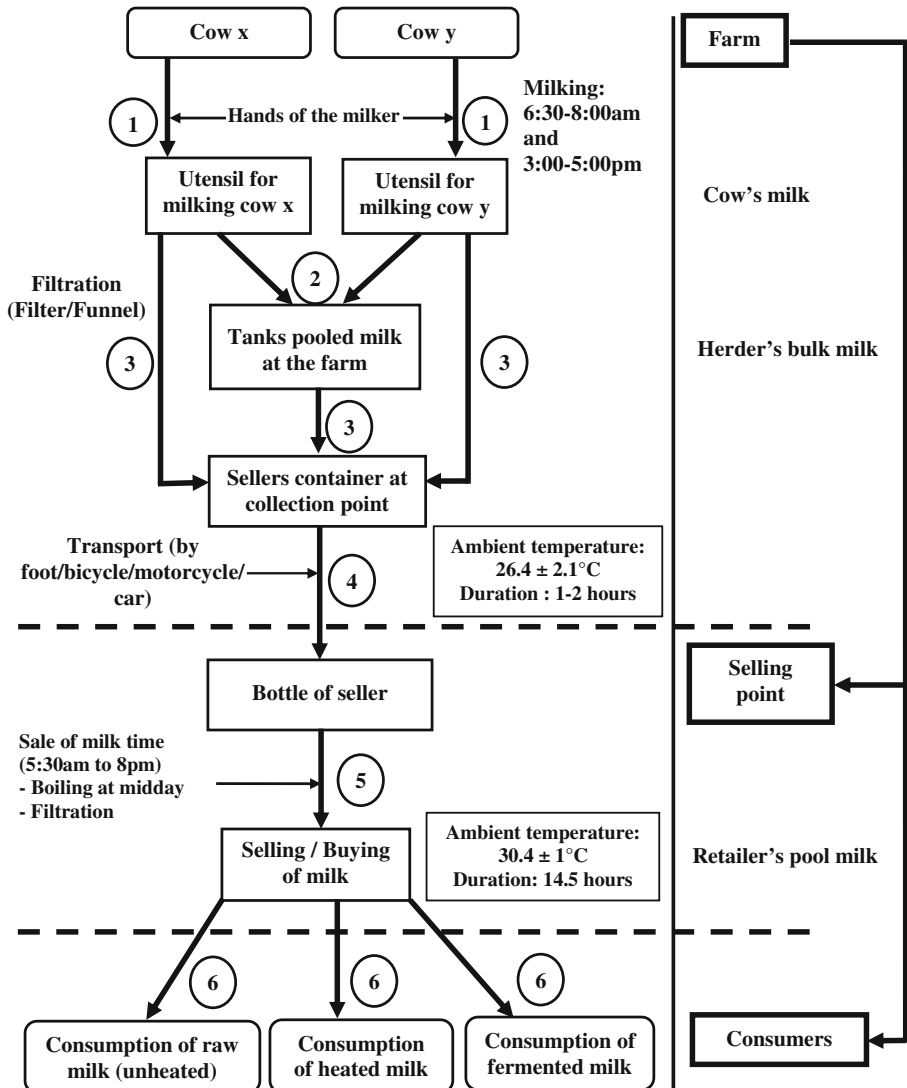 Cow x
Cow y
Farm
1
Hands of the milker
1
Milking:
6:30-8:00am
and
3:00-5:00pm
Utensil for
milking cow x
Utensil for
milking cow y
Cow's milk
Filtration
(Filter/Funnel)
2
3
Tanks pooled milk
at the farm
3
Herder's bulk milk
3
Sellers container at
collection point
Transport (by
foot/bicycle/motorcycle/
car)
4
Ambient temperature:
26.4 ± 2.1°C
Duration : 1-2 hours
Bottle of seller
Selling
point
Sale of milk time
(5:30am to 8pm)
- Boiling at midday
- Filtration
5
Selling / Buying
of milk
Ambient temperature:
30.4 ± 1°C
Duration: 14.5 hours
Retailer's pool milk
6
6
6
Consumption of raw
milk (unheated)
Consumption
of heated milk
Consumption of
fermented milk
Consumers